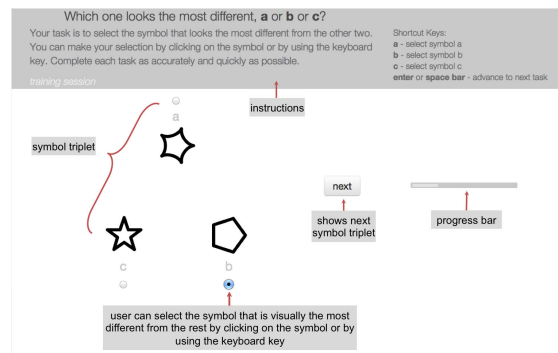 Which one looks the most different, a or b or c?
Your task is to select the symbol that looks the most different from the other two.
You can make your selection by clicking on the symbol or by using the keyboard
key. Complete each task as accurately and quickly as possible.
training session
Shortcut Keys:
a - select symbol a
b - select symbol b
c - select symbol c
enter or space bar - advance to next task
instructions
a
symbol triplet
next
shows next
symbol triplet
progress bar
c
b
user can select the symbol that is visually the most
different from the rest by clicking on the symbol or by
using the keyboard key